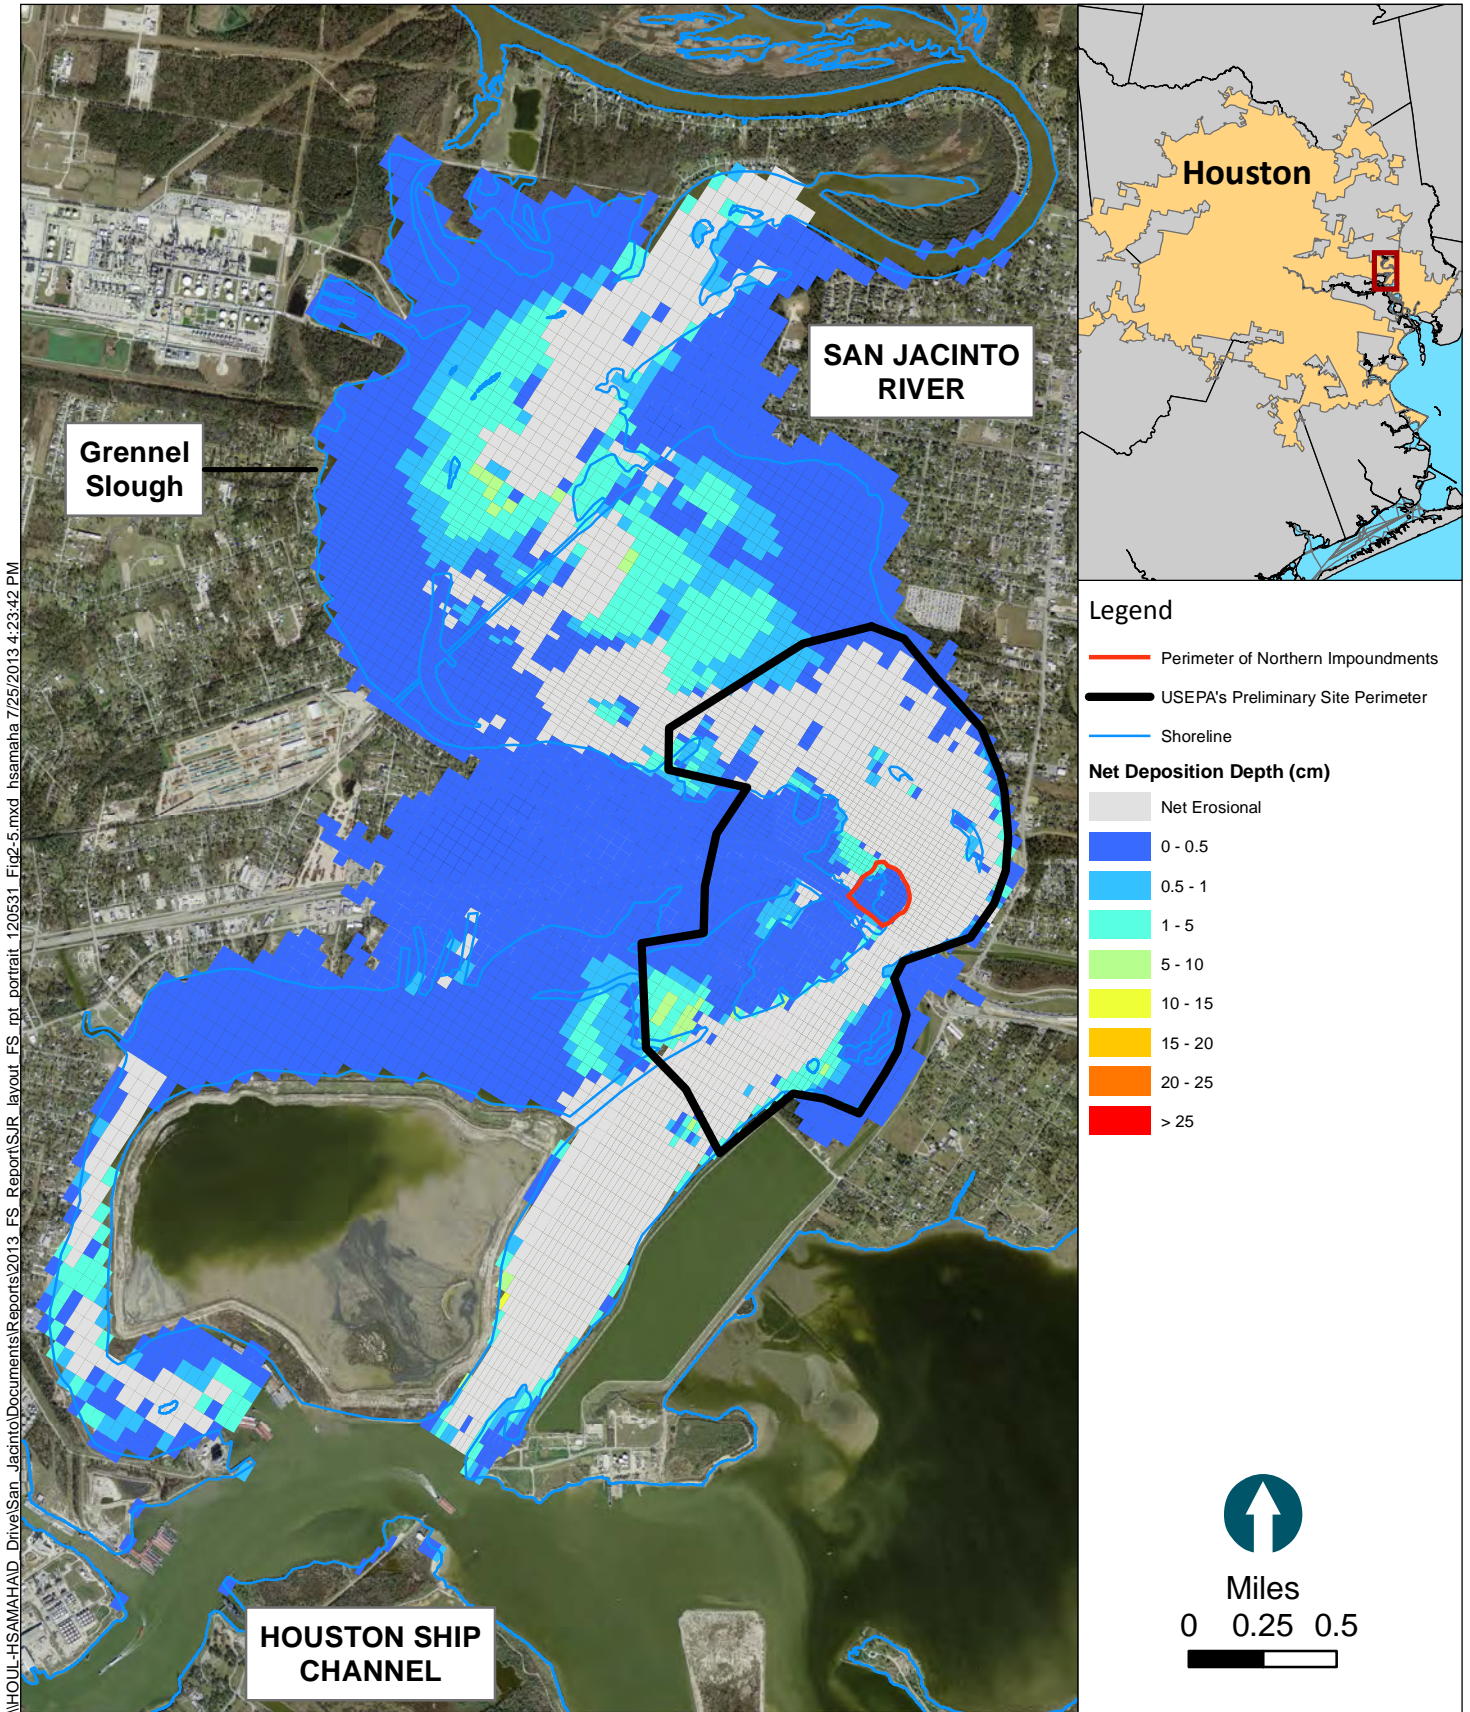 Houston
SAN JACINTO
RIVER
Grennel
Slough
HOUSTON SHIP
CHANNEL
Legend
Perimeter of Northern Impoundments
USEPA's Preliminary Site Perimeter
Shoreline
Net Deposition Depth (cm)
Net Erosional
0 - 0.5
0.5 - 1
1 - 5
5 - 10
10 - 15
15 - 20
20 - 25
> 25
Miles
0 0.25 0.5
\\HOUL-HSAMAHA\D_Drive\San_Jacinto\Documents\Reports\2013_FS_Report\SJR_layout_FS_rpt_portrait_120531_Fig2-5.mxd hsamaha 7/25/2013 4:23:42 PM